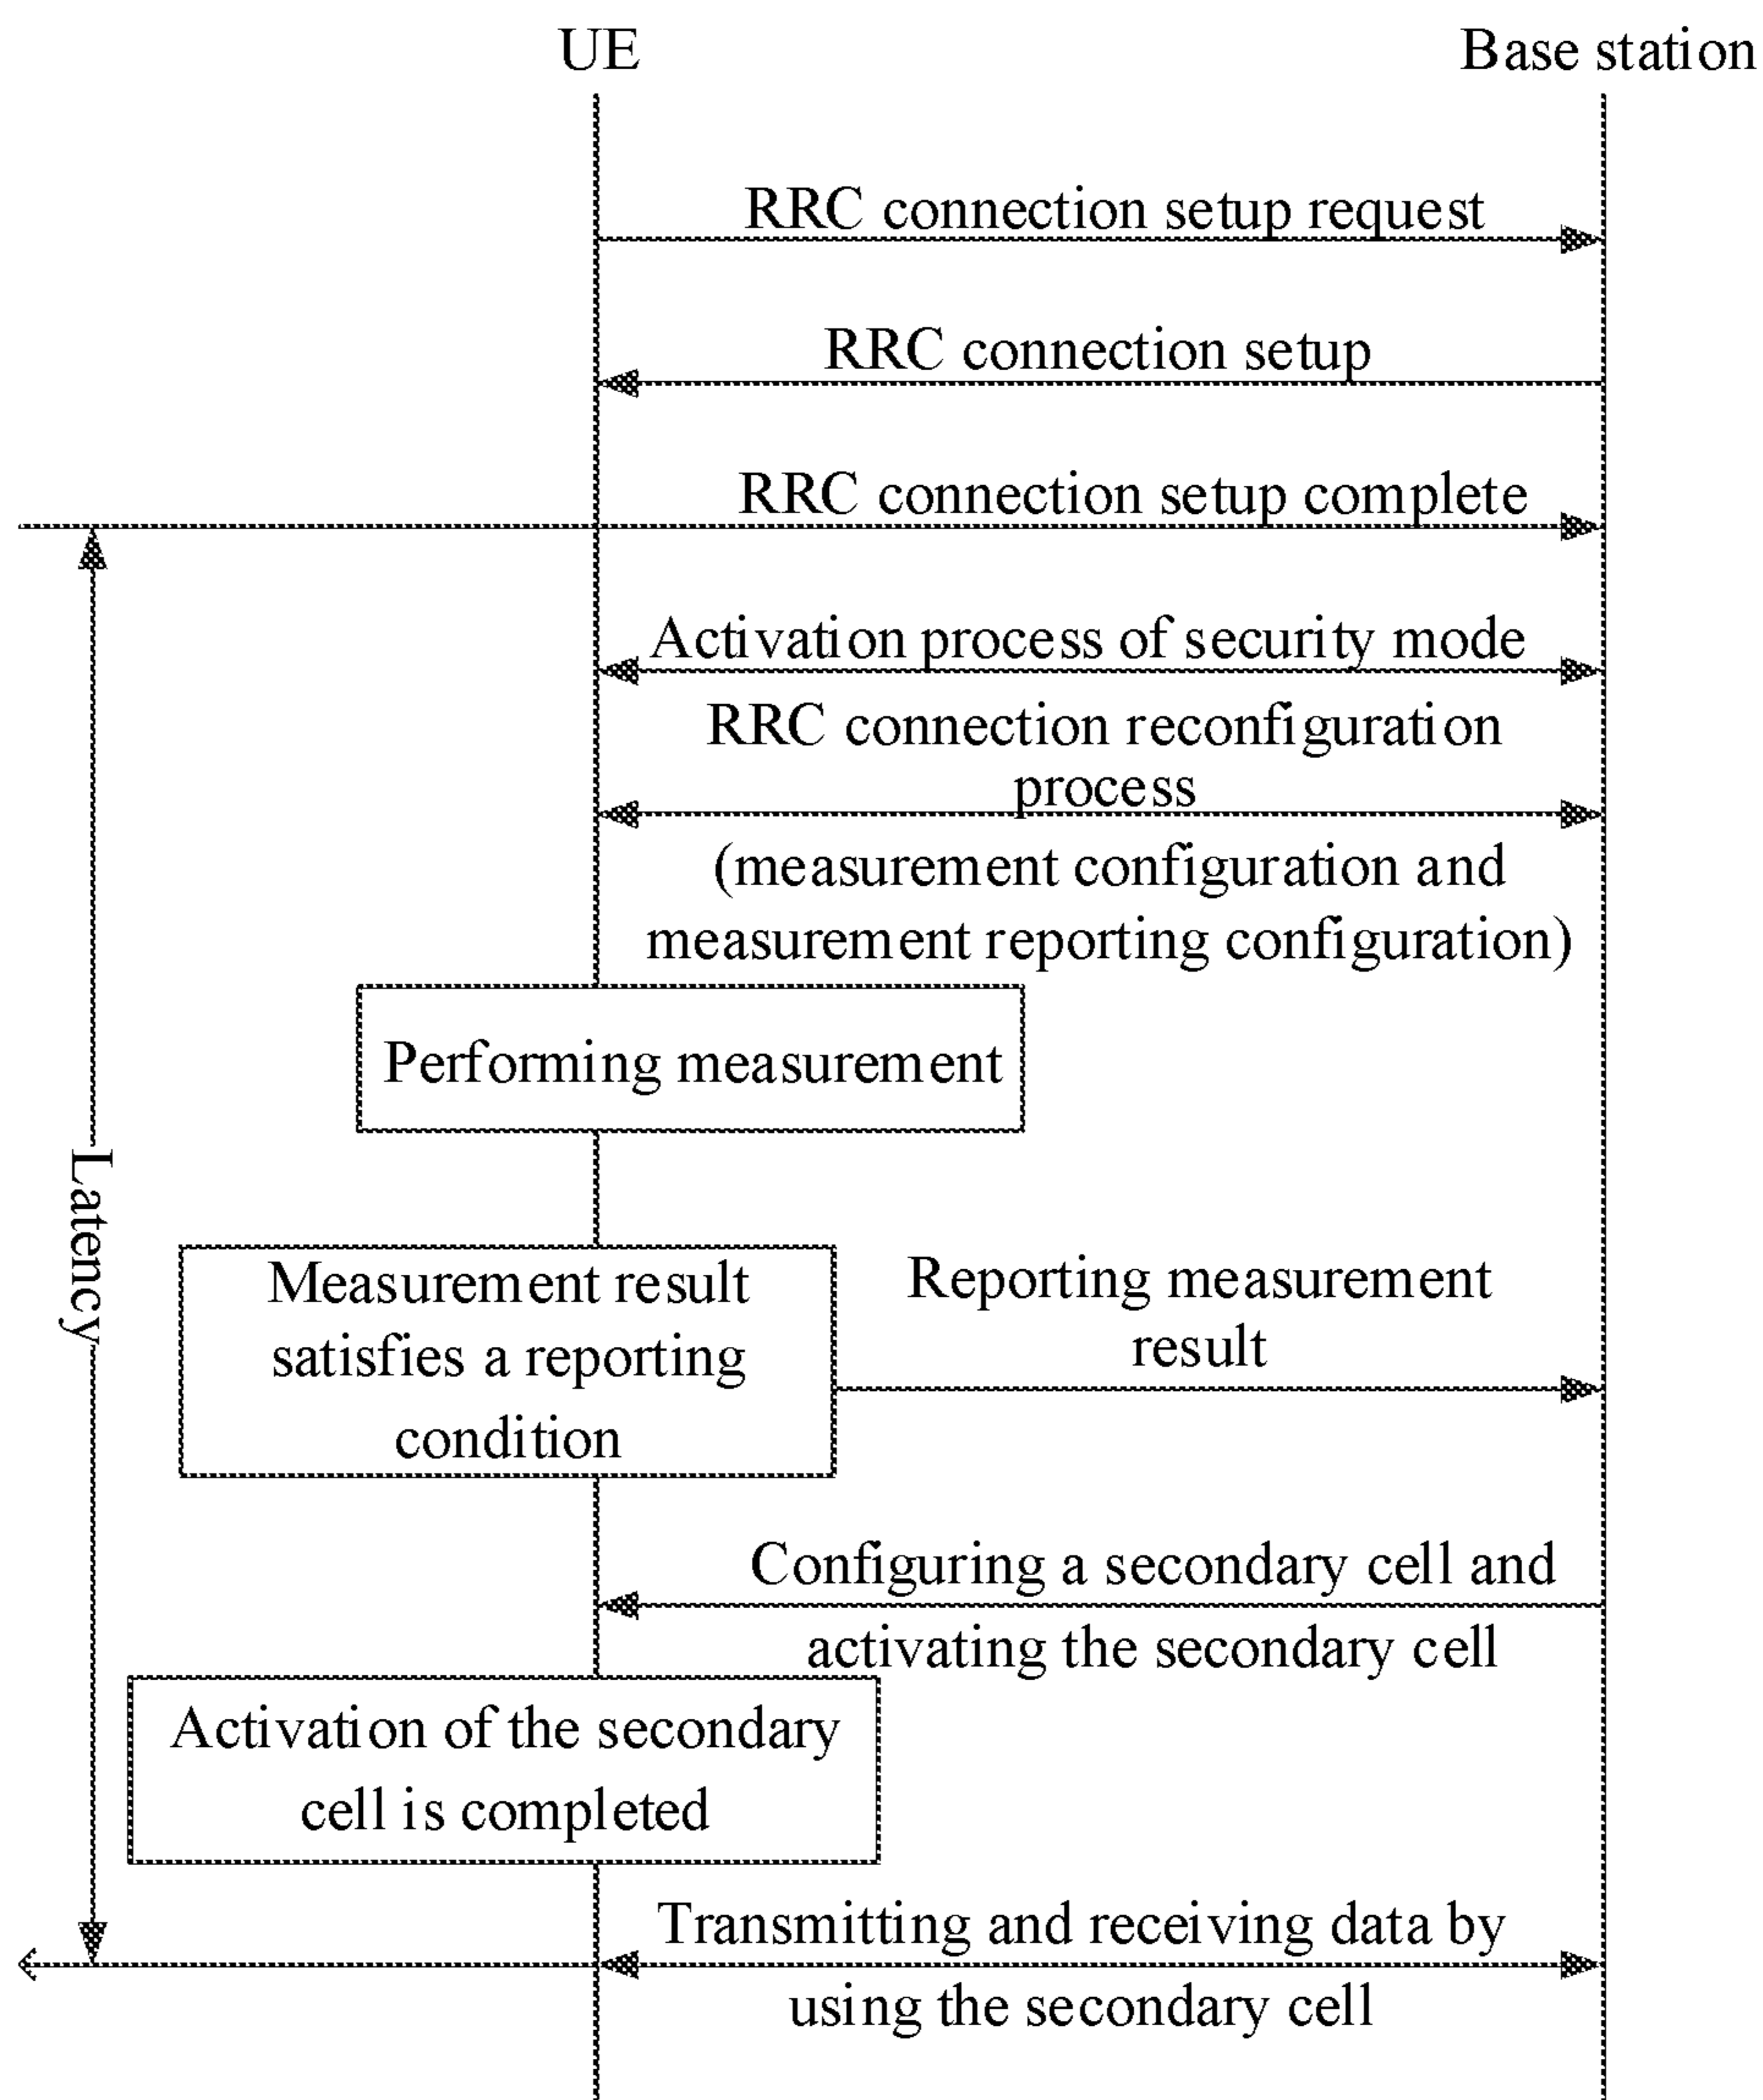 UE
Base station
RRC connection setup request
RRC connection setup
RRC connection setup complete
Activation process of security mode
RRC connection reconfiguration
process
(measurement configuration and
measurement reporting configuration)
Performing measurement
Latency
Measurement result
satisfies a reporting
condition
Reporting measurement
result
Configuring a secondary cell and
activating the secondary cell
Activation of the secondary
cell is completed
Transmitting and receiving data by
using the secondary cell